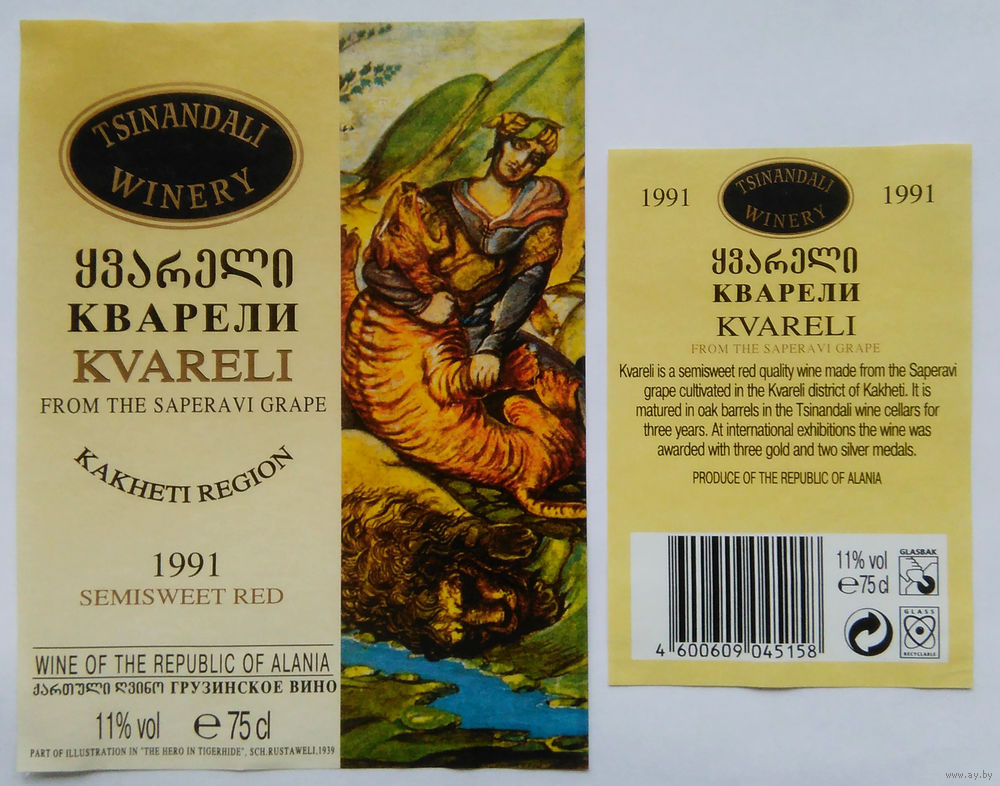 TSINANDALI
WINERY
ყვარელი
КВАРЕЛИ
KVARELI
FROM THE SAPERAVI GRAPE
KAKHETI REGION
1991
SEMISWEET RED
WINE OF THE REPUBLIC OF ALANIA
ქართული ღვინო ГРУЗИНСКОЕ ВИНО
11% vol ℮ 75 cl
PART OF ILLUSTRATION IN "THE HERO IN TIGERHIDE", SCH.RUSTAWELI,1939
1991 TSINANDALI 1991
WINERY
ყვარელი
КВАРЕЛИ
KVARELI
FROM THE SAPERAVI GRAPE
Kvareli is a semisweet red quality wine made from the Saperavi
grape cultivated in the Kvareli district of Kakheti. It is
matured in oak barrels in the Tsinandali wine cellars for
three years. At international exhibitions the wine was
awarded with three gold and two silver medals.
PRODUCE OF THE REPUBLIC OF ALANIA
11% vol
℮ 75 cl
GLASBAK
GLASS
RECYCLABLE
4 600609 045158
www.ay.by